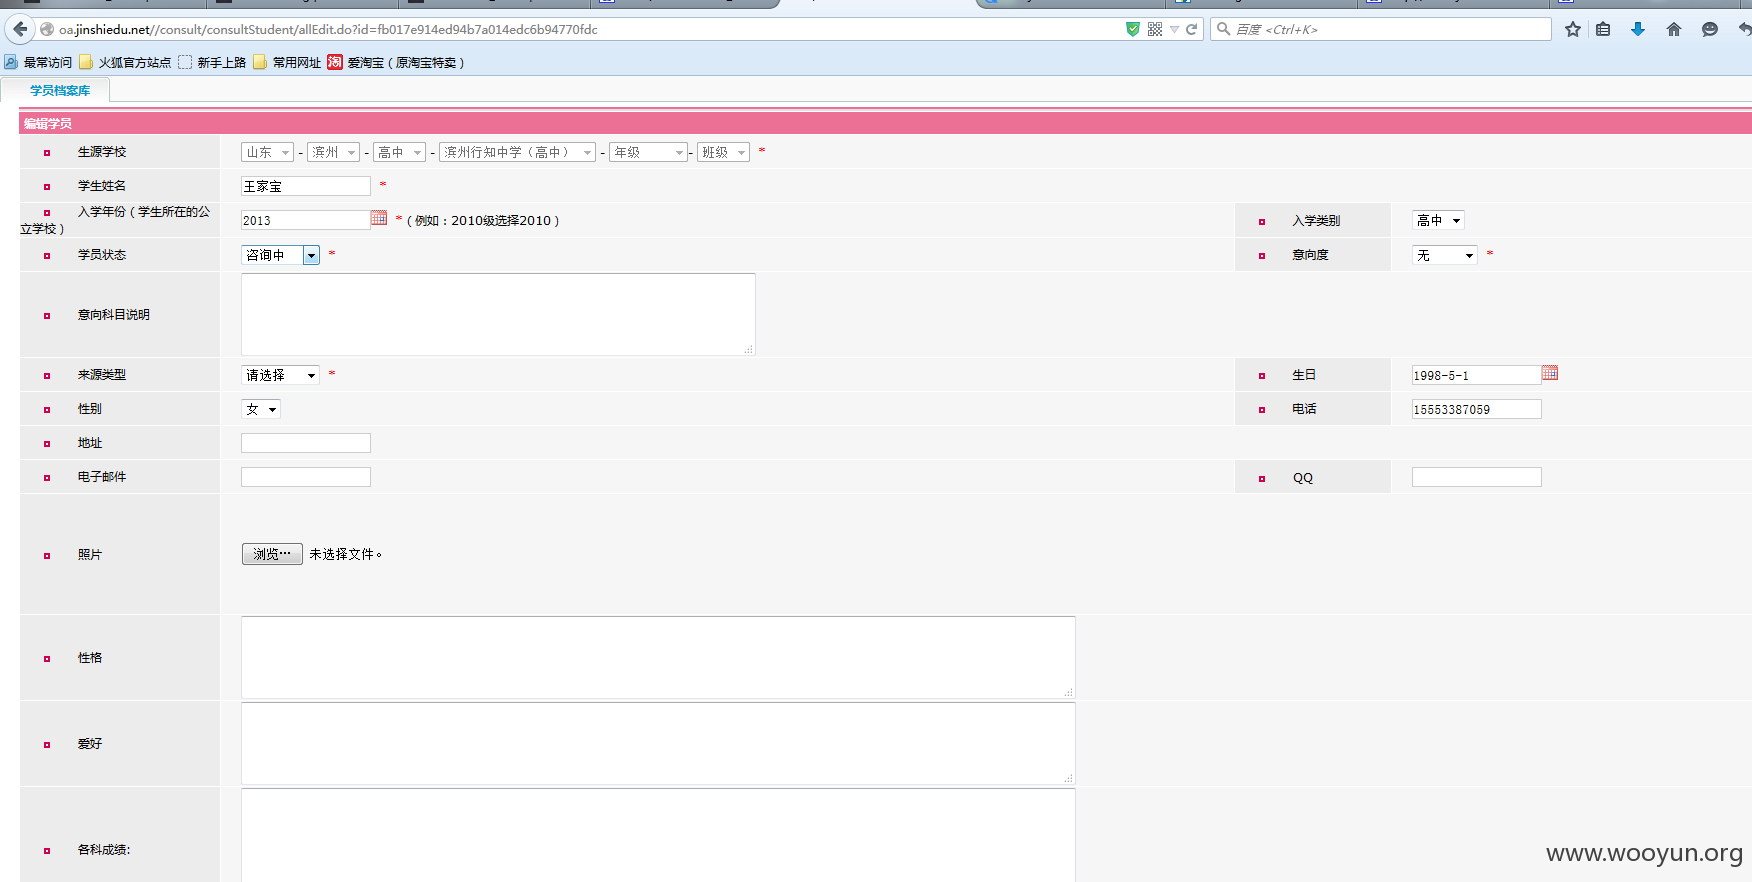 oa.jinshiedu.net//consult/consultStudent/allEdit.do?id=fb017e914ed94b7a014edc6b94770fdc
百度 <Ctrl+K>
最常访问 火狐官方站点 新手上路 常用网址 淘 爱淘宝（原淘宝特卖）
学员档案库
编辑学员
生源学校 山东 - 滨州 - 高中 - 滨州行知中学（高中） - 年级 - 班级 *
学生姓名 王家宝 *
入学年份（学生所在的公立学校） 2013 *（例如：2010级选择2010） 入学类别 高中
学员状态 咨询中 * 意向度 无 *
意向科目说明
来源类型 请选择 * 生日 1998-5-1
性别 女 电话 15553387059
地址
电子邮件 QQ
照片 浏览… 未选择文件。
性格
爱好
各科成绩:
www.wooyun.org